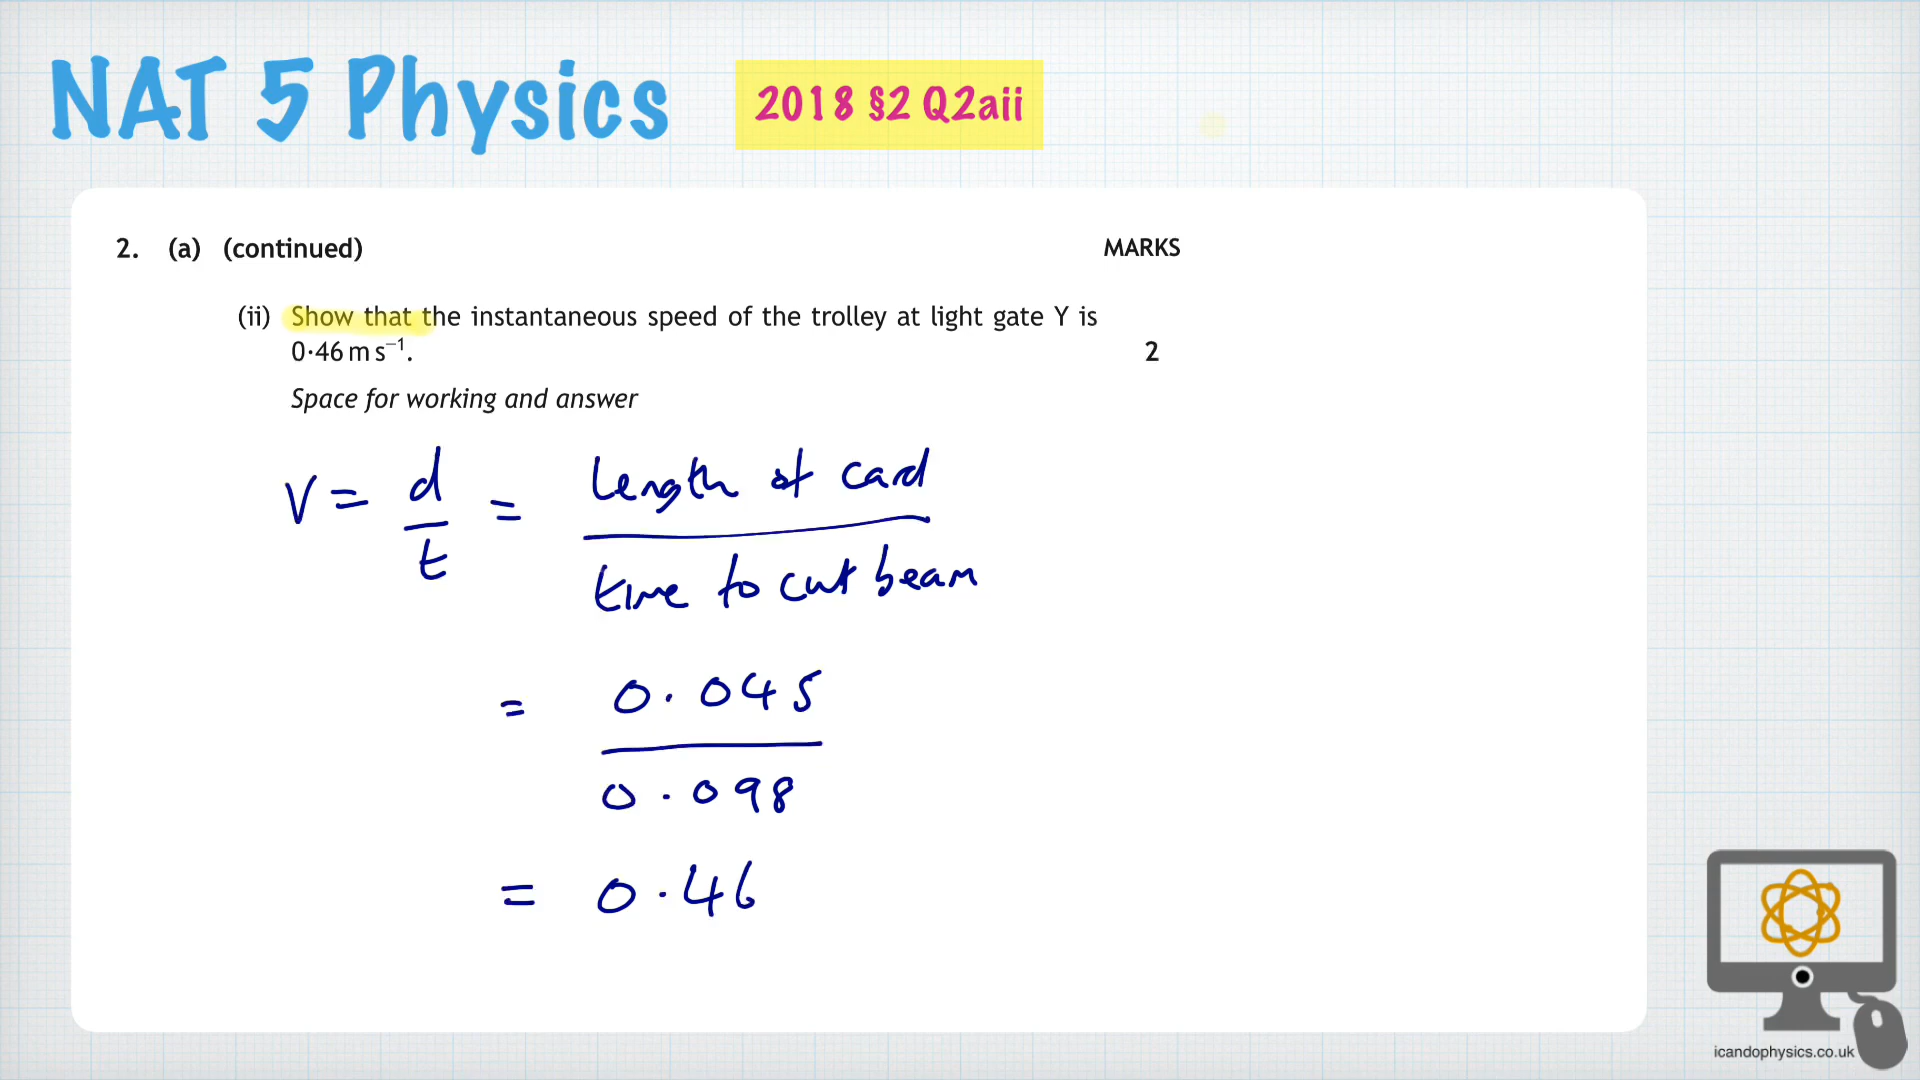 NAT 5 Physics
2018 §2 Q2aii
2. (a) (continued) MARKS
(ii) Show that the instantaneous speed of the trolley at light gate Y is
0·46 m s⁻¹. 2
Space for working and answer
V = d/t = length of card / time to cut beam
= 0.045 / 0.098
= 0.46
icandophysics.co.uk